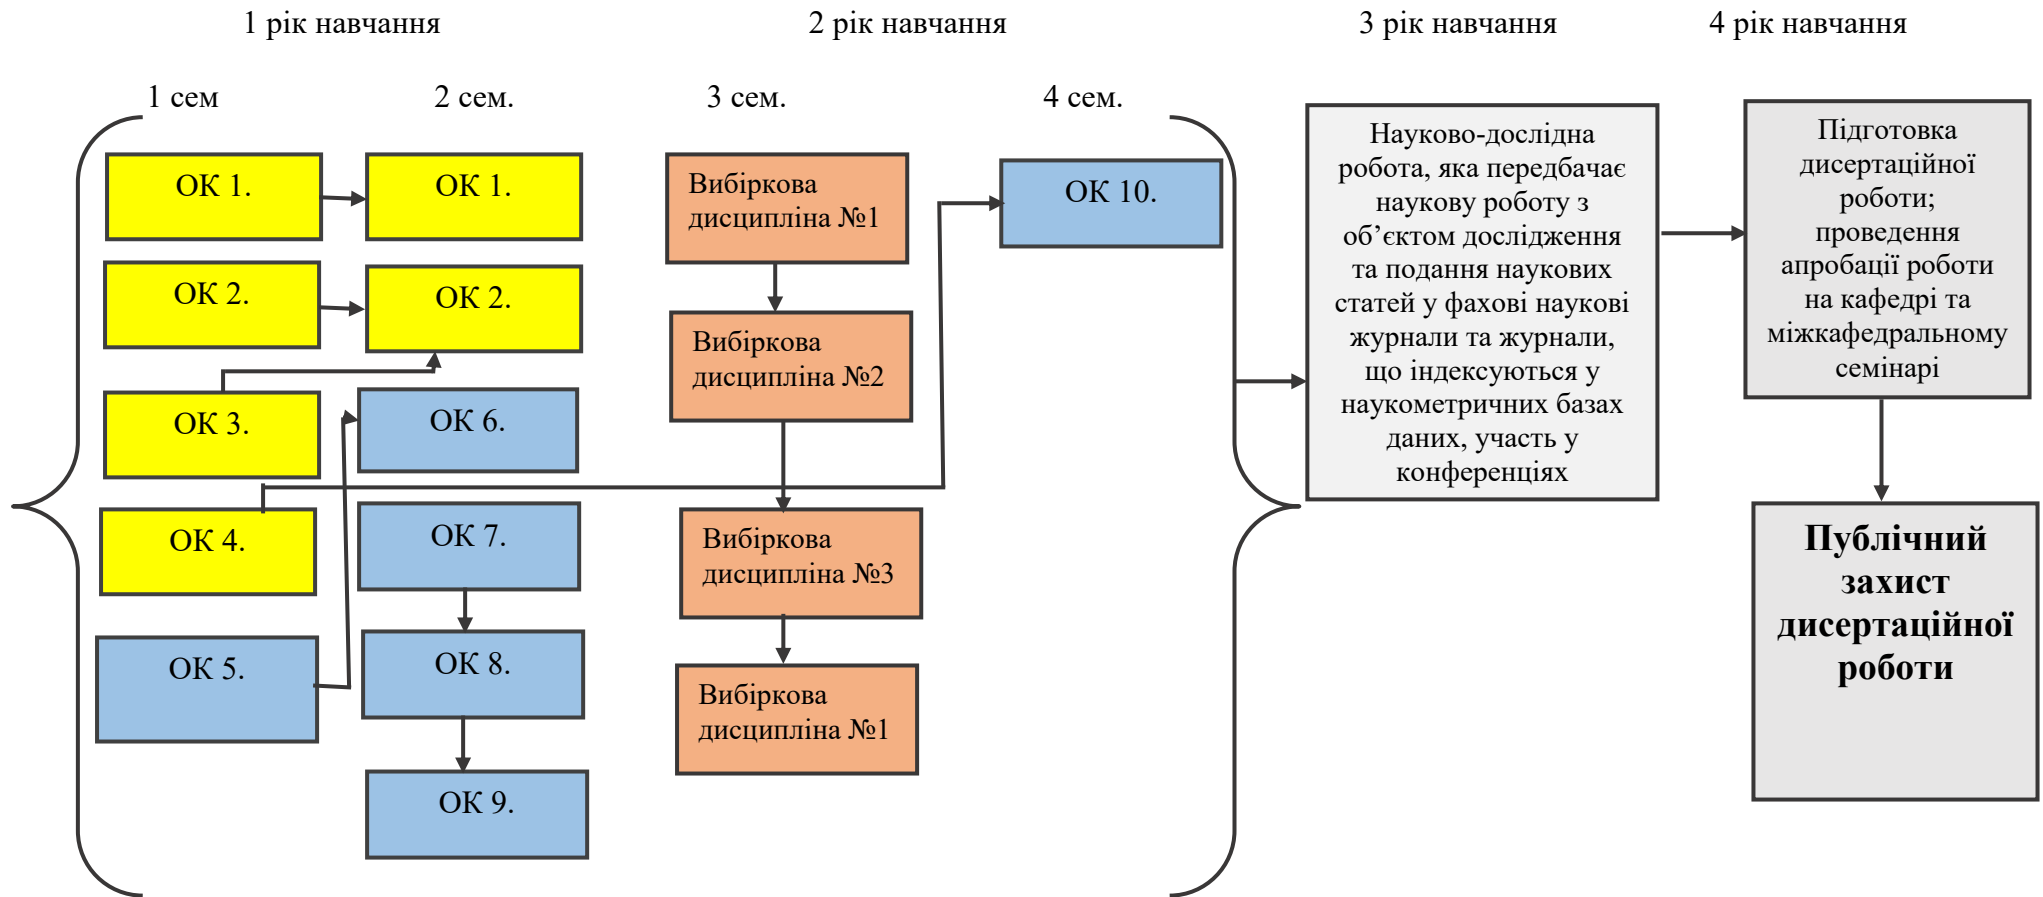 1 рік навчання
2 рік навчання
3 рік навчання
4 рік навчання
1 сем
2 сем.
3 сем.
4 сем.
ОК 1.
ОК 2.
ОК 3.
ОК 4.
ОК 5.
ОК 1.
ОК 2.
ОК 6.
ОК 7.
ОК 8.
ОК 9.
Вибіркова
дисципліна №1
Вибіркова
дисципліна №2
Вибіркова
дисципліна №3
Вибіркова
дисципліна №1
ОК 10.
Науково-дослідна
робота, яка передбачає
наукову роботу з
об’єктом дослідження
та подання наукових
статей у фахові наукові
журнали та журнали,
що індексуються у
наукометричних базах
даних, участь у
конференціях
Підготовка
дисертаційної
роботи;
проведення
апробації роботи
на кафедрі та
міжкафедральному
семінарі
Публічний
захист
дисертаційної
роботи